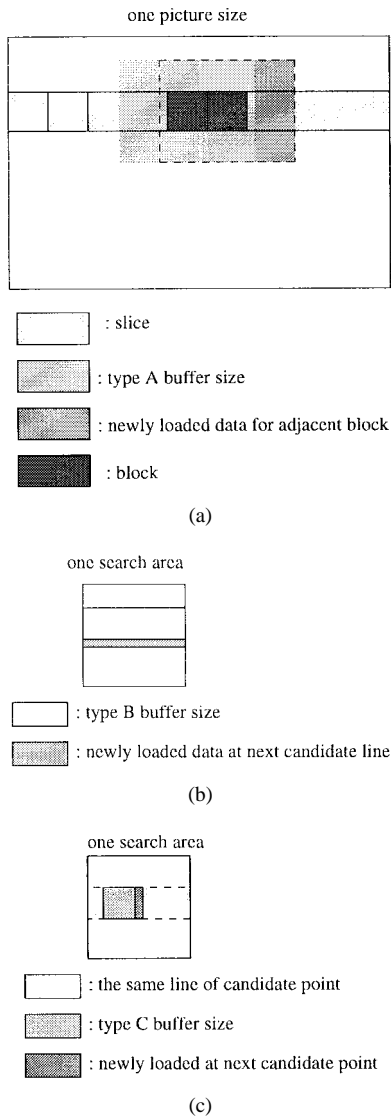 one picture size
: slice
: type A buffer size
: newly loaded data for adjacent block
: block
(a)
one search area
: type B buffer size
: newly loaded data at next candidate line
(b)
one search area
: the same line of candidate point
: type C buffer size
: newly loaded at next candidate point
(c)